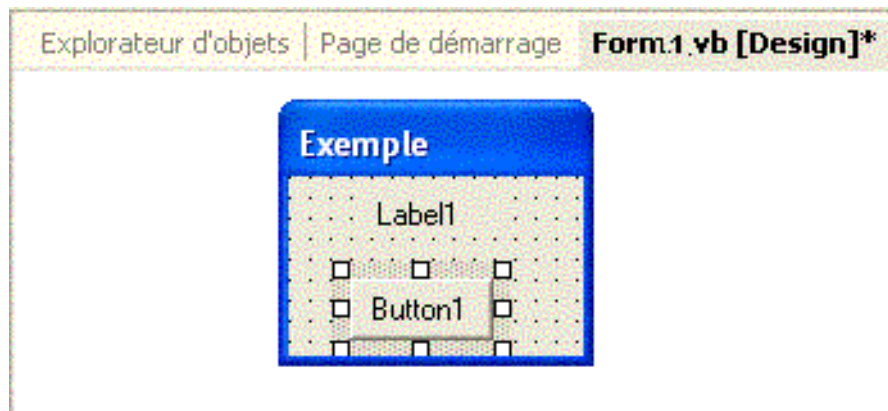 Explorateur d'objets | Page de démarrage Form1.vb [Design]*
Exemple
Label1
Button1